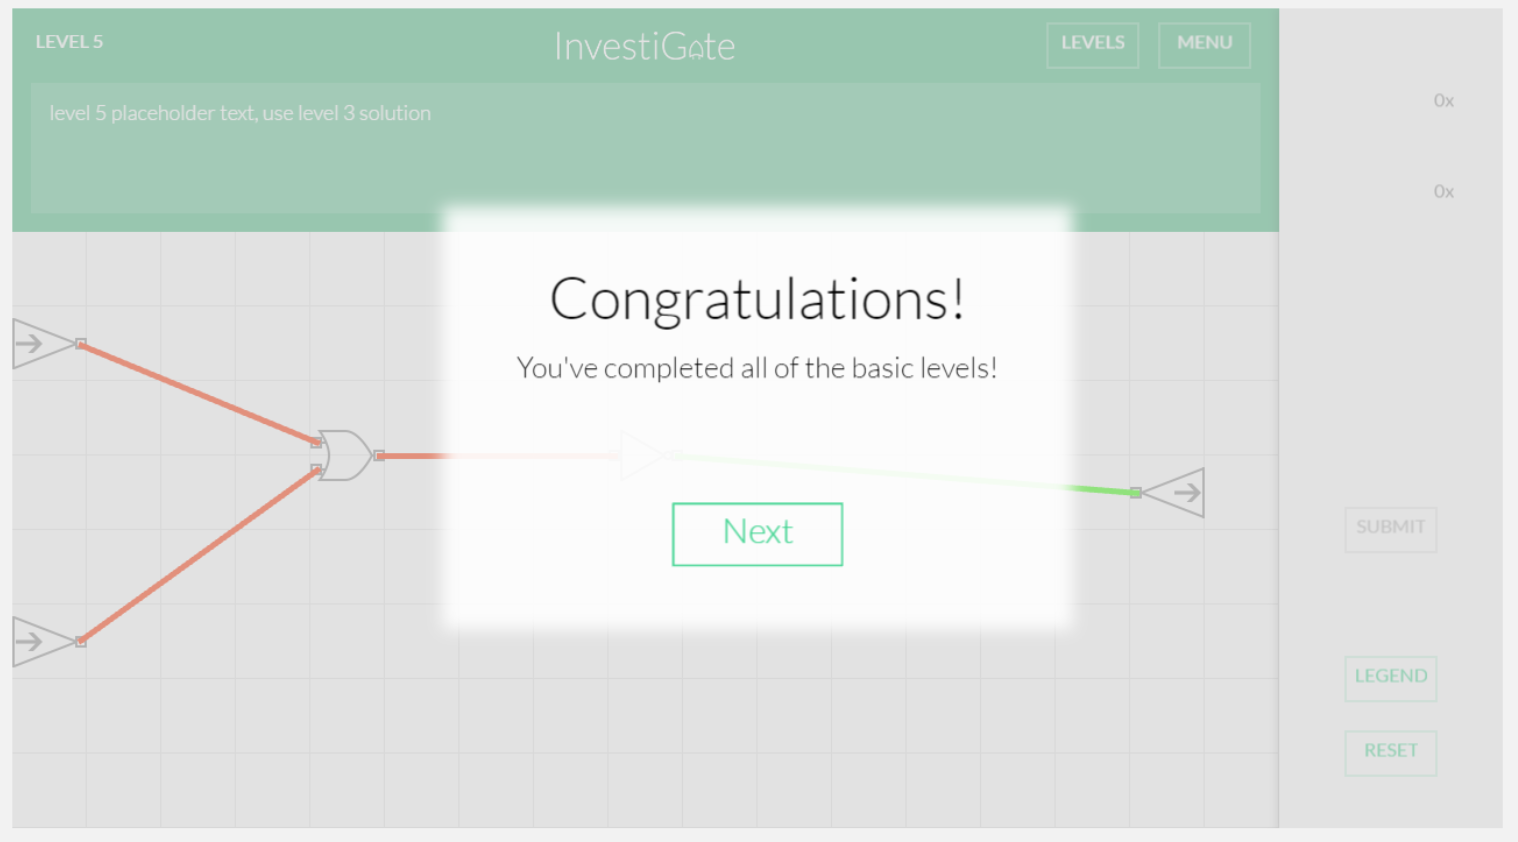 LEVEL 5
InvestiGate
LEVELS
MENU
level 5 placeholder text, use level 3 solution
0x
0x
Congratulations!
You've completed all of the basic levels!
Next
SUBMIT
LEGEND
RESET